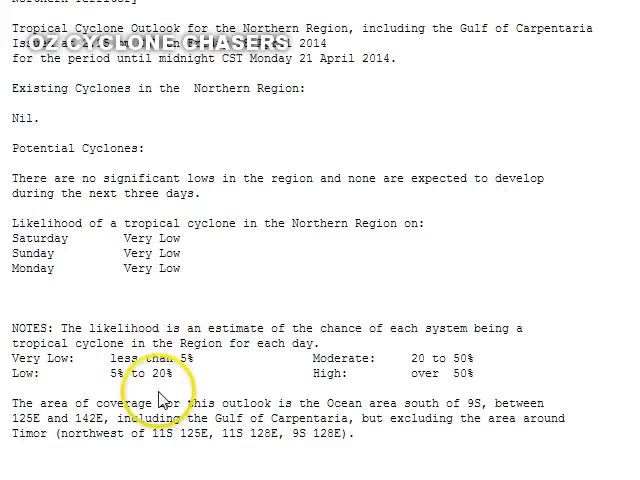 Northern Territory
Tropical Cyclone Outlook for the Northern Region, including the Gulf of Carpentaria
OZ CYCLONE CHASERS
Issued at 2014
for the period until midnight CST Monday 21 April 2014.
Existing Cyclones in the  Northern Region:
Nil.
Potential Cyclones:
There are no significant lows in the region and none are expected to develop
during the next three days.
Likelihood of a tropical cyclone in the Northern Region on:
Saturday Very Low
Sunday Very Low
Monday Very Low
NOTES: The likelihood is an estimate of the chance of each system being a
tropical cyclone in the Region for each day.
Very Low: less than 5% Moderate: 20 to 50%
Low: 5% to 20% High: over 50%
The area of coverage for this outlook is the Ocean area south of 9S, between
125E and 142E, including the Gulf of Carpentaria, but excluding the area around
Timor (northwest of 11S 125E, 11S 128E, 9S 128E).